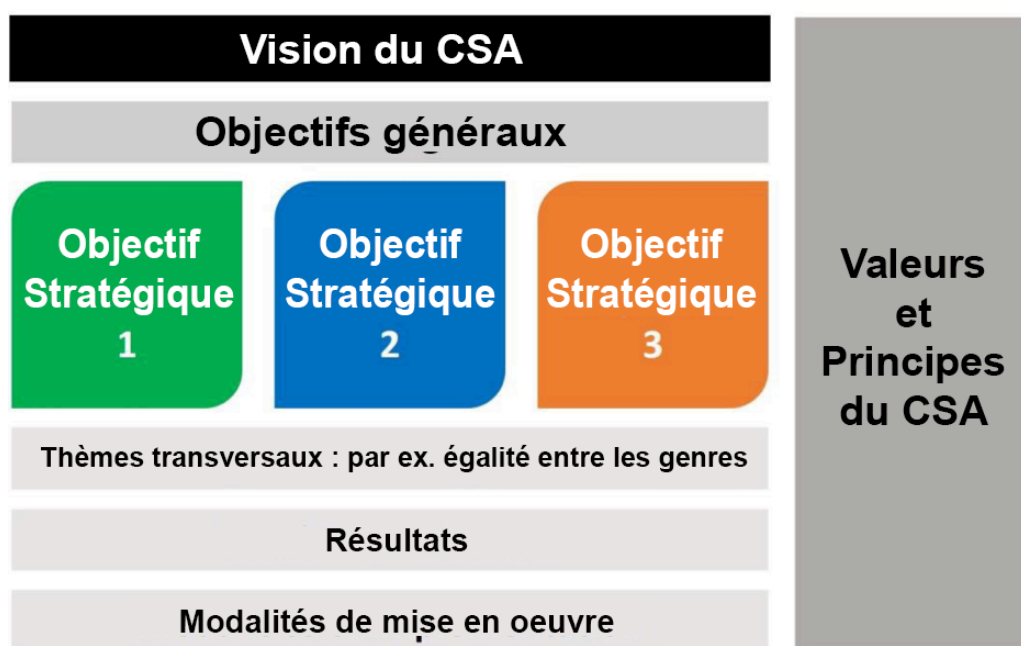 Vision du CSA
Objectifs généraux
Objectif
Stratégique
1
Objectif
Stratégique
2
Objectif
Stratégique
3
Thèmes transversaux : par ex. égalité entre les genres
Résultats
Modalités de mise en oeuvre
Valeurs
et
Principes
du CSA